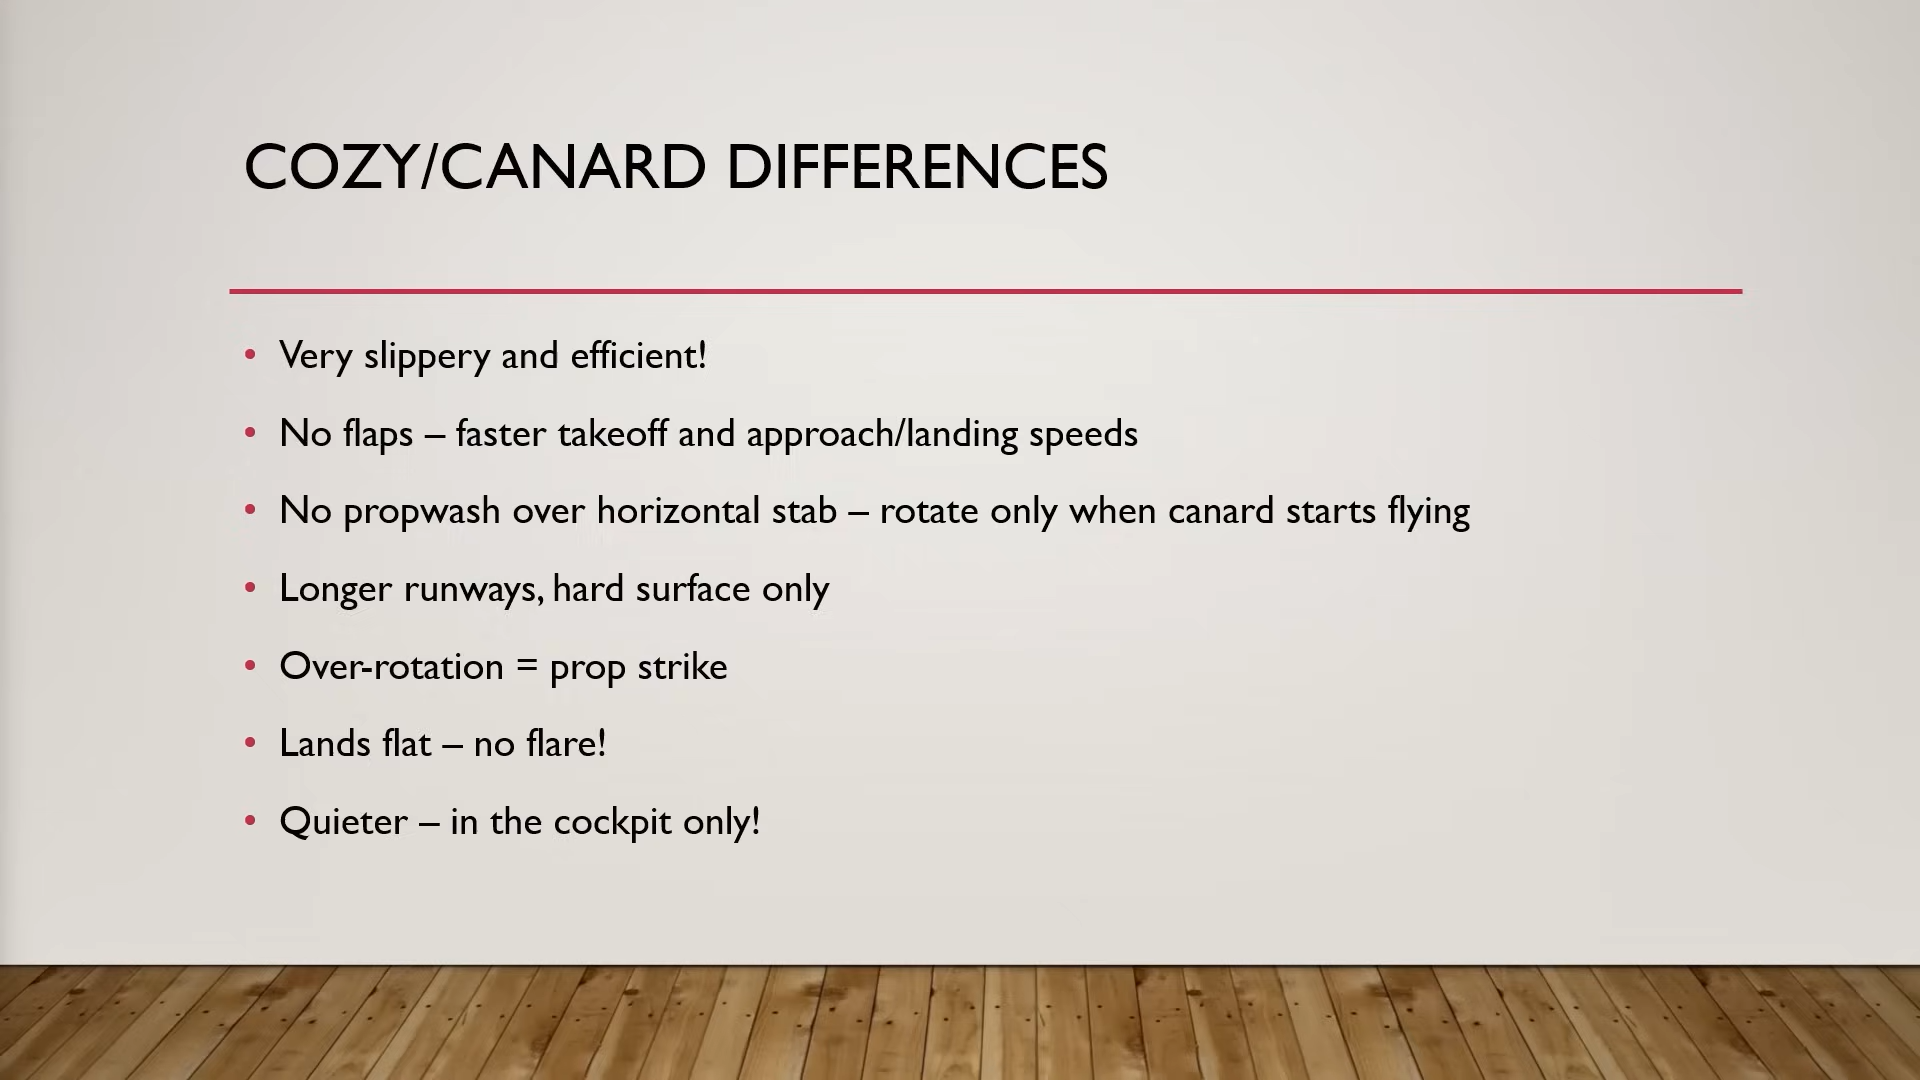 COZY/CANARD DIFFERENCES
• Very slippery and efficient!
• No flaps – faster takeoff and approach/landing speeds
• No propwash over horizontal stab – rotate only when canard starts flying
• Longer runways, hard surface only
• Over-rotation = prop strike
• Lands flat – no flare!
• Quieter – in the cockpit only!